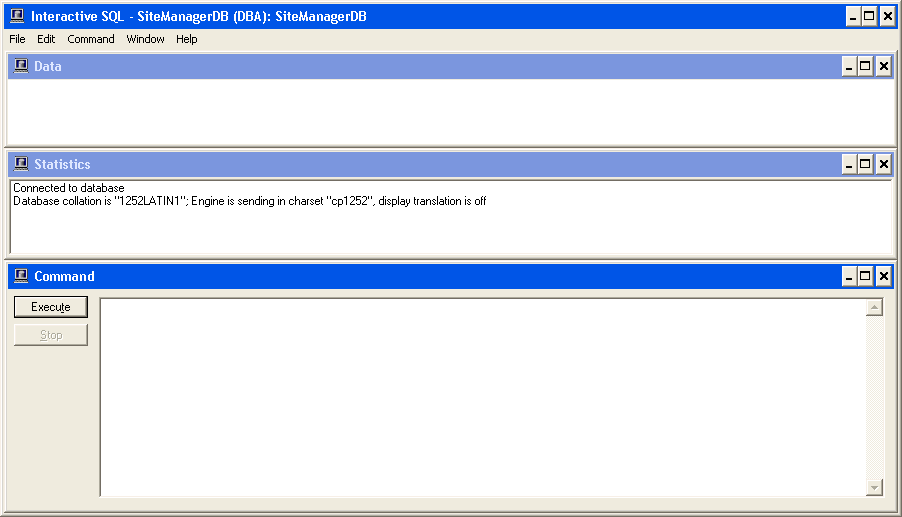 Interactive SQL - SiteManagerDB (DBA): SiteManagerDB
File Edit Command Window Help
Data
Statistics
Connected to database
Database collation is "1252LATIN1"; Engine is sending in charset "cp1252", display translation is off
Command
Execute
Stop